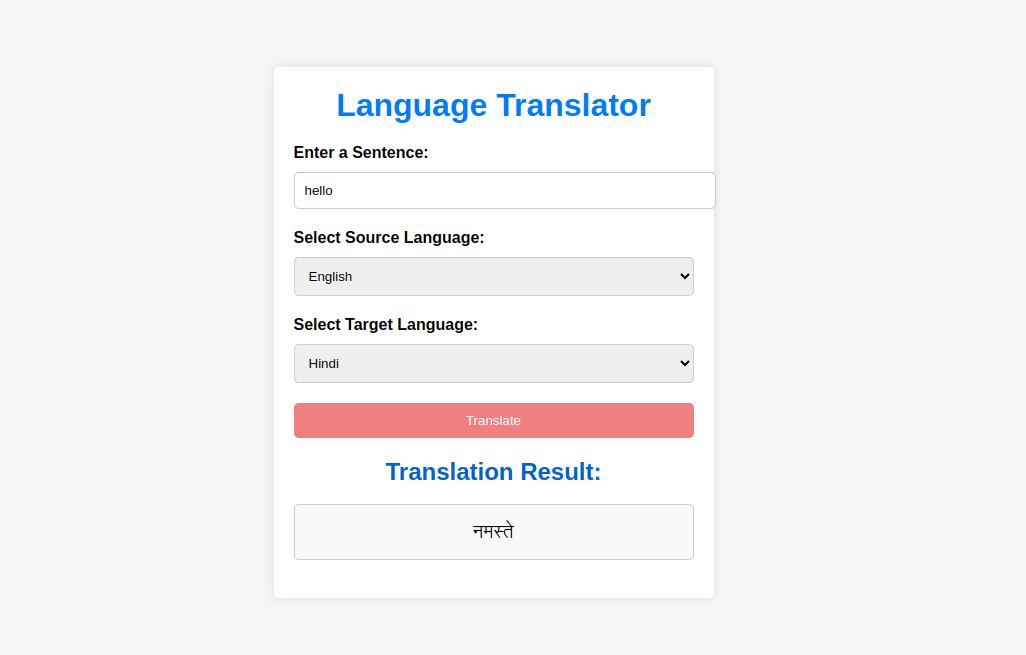 Language Translator
Enter a Sentence:
hello
Select Source Language:
English
Select Target Language:
Hindi
Translate
Translation Result:
नमस्ते